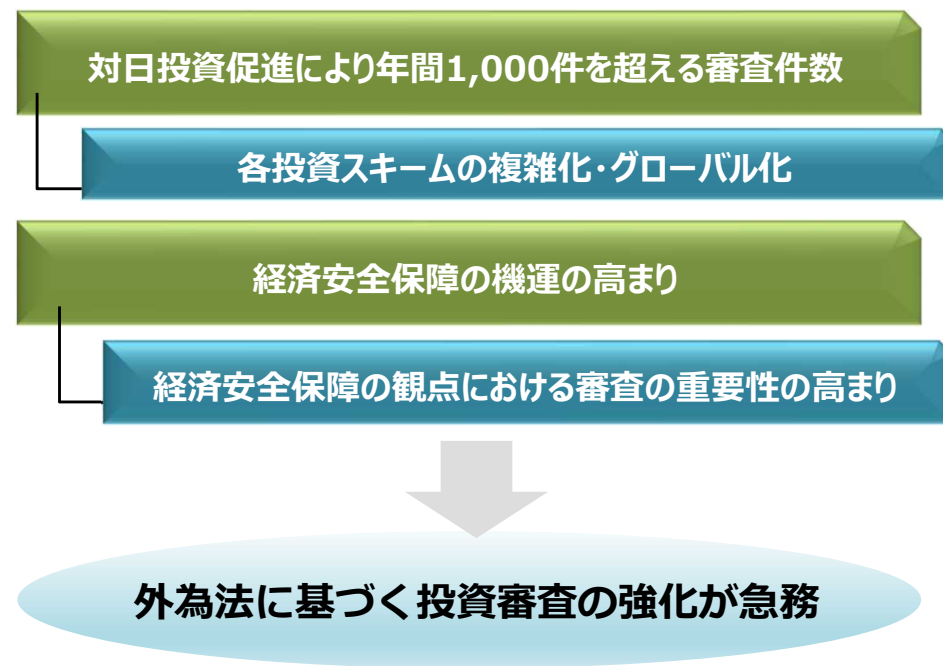 対日投資促進により年間1,000件を超える審査件数
各投資スキームの複雑化・グローバル化
経済安全保障の機運の高まり
経済安全保障の観点における審査の重要性の高まり
外為法に基づく投資審査の強化が急務